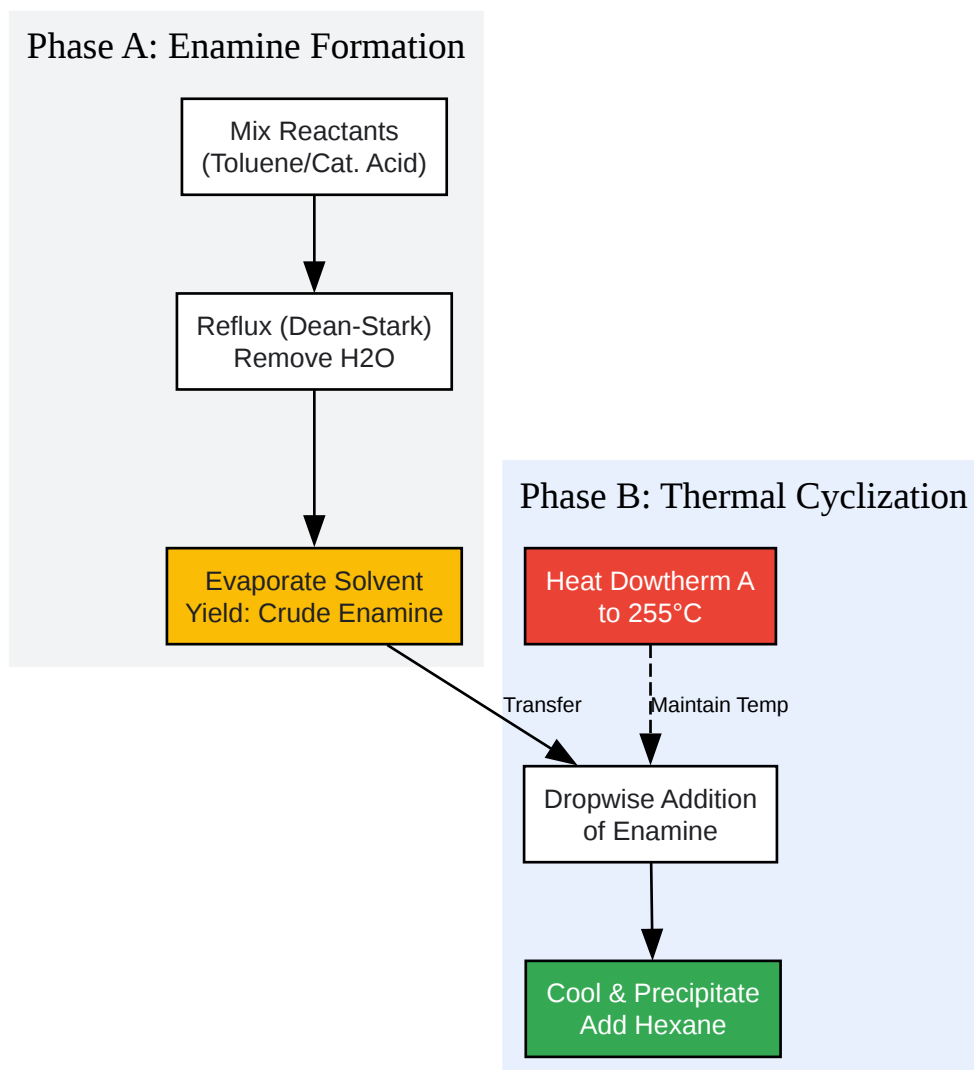 Phase A: Enamine Formation
Mix Reactants
(Toluene/Cat. Acid)
Reflux (Dean-Stark)
Remove H2O
Evaporate Solvent
Yield: Crude Enamine
Phase B: Thermal Cyclization
Heat Dowtherm A
to 255°C
Transfer
Maintain Temp
Dropwise Addition
of Enamine
Cool & Precipitate
Add Hexane